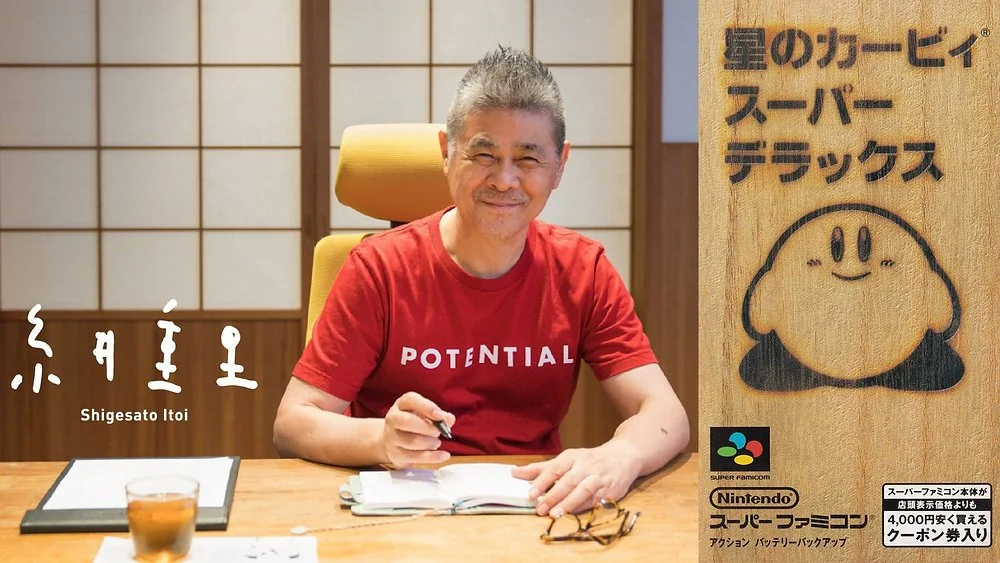 糸井重里
Shigesato Itoi
POTENTIAL
星のカービィ®
スーパー
デラックス
SUPER FAMICOM
Nintendo®
スーパーファミコン®
アクション バッテリーバックアップ
スーパーファミコン本体が
店頭表示価格よりも
4,000円安く買える
クーポン券入り